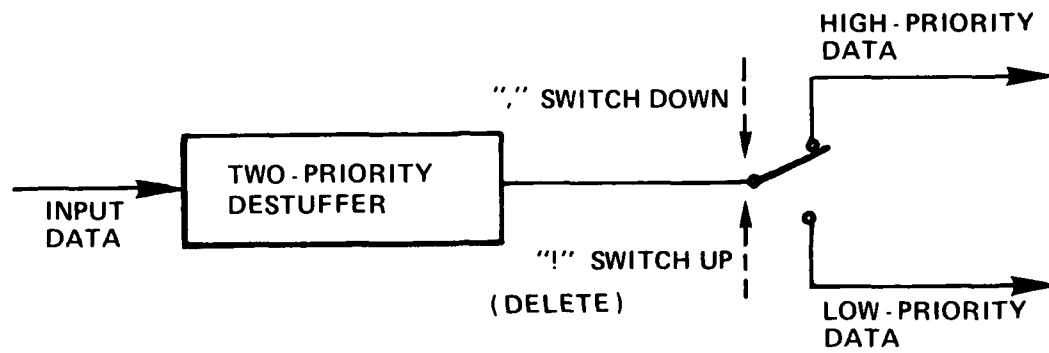 HIGH-PRIORITY
DATA
"," SWITCH DOWN
TWO-PRIORITY
DESTUFFER
INPUT
DATA
"!" SWITCH UP
(DELETE)
LOW-PRIORITY
DATA